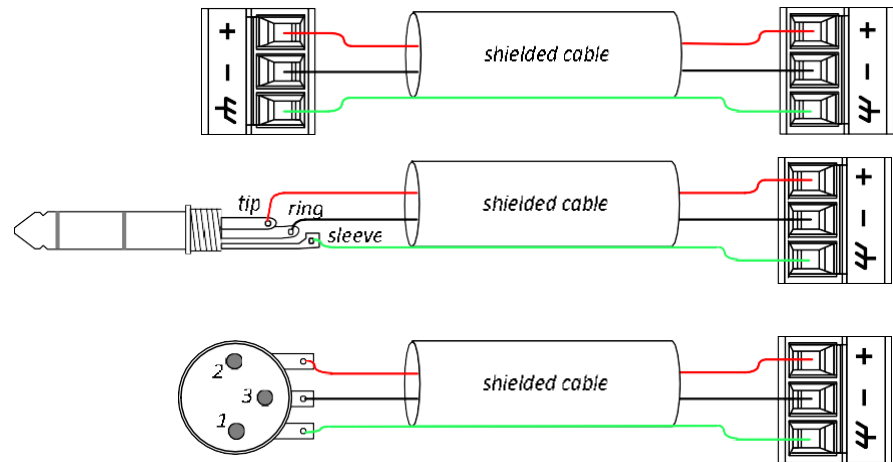 + shielded cable +
- -
tip ring shielded cable +
sleeve -
2 shielded cable +
3 -
1